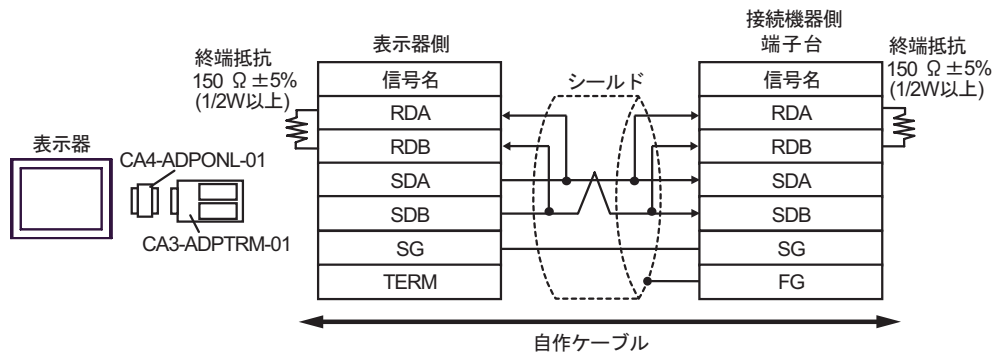 接続機器側
表示器側
端子台
終端抵抗
150 Ω ±5%
(1/2W以上)
終端抵抗
150 Ω ±5%
(1/2W以上)
信号名
シールド
信号名
RDA
RDA
RDB
RDB
表示器
CA4-ADPONL-01
SDA
SDA
SDB
SDB
CA3-ADPTRM-01
SG
SG
TERM
FG
自作ケーブル